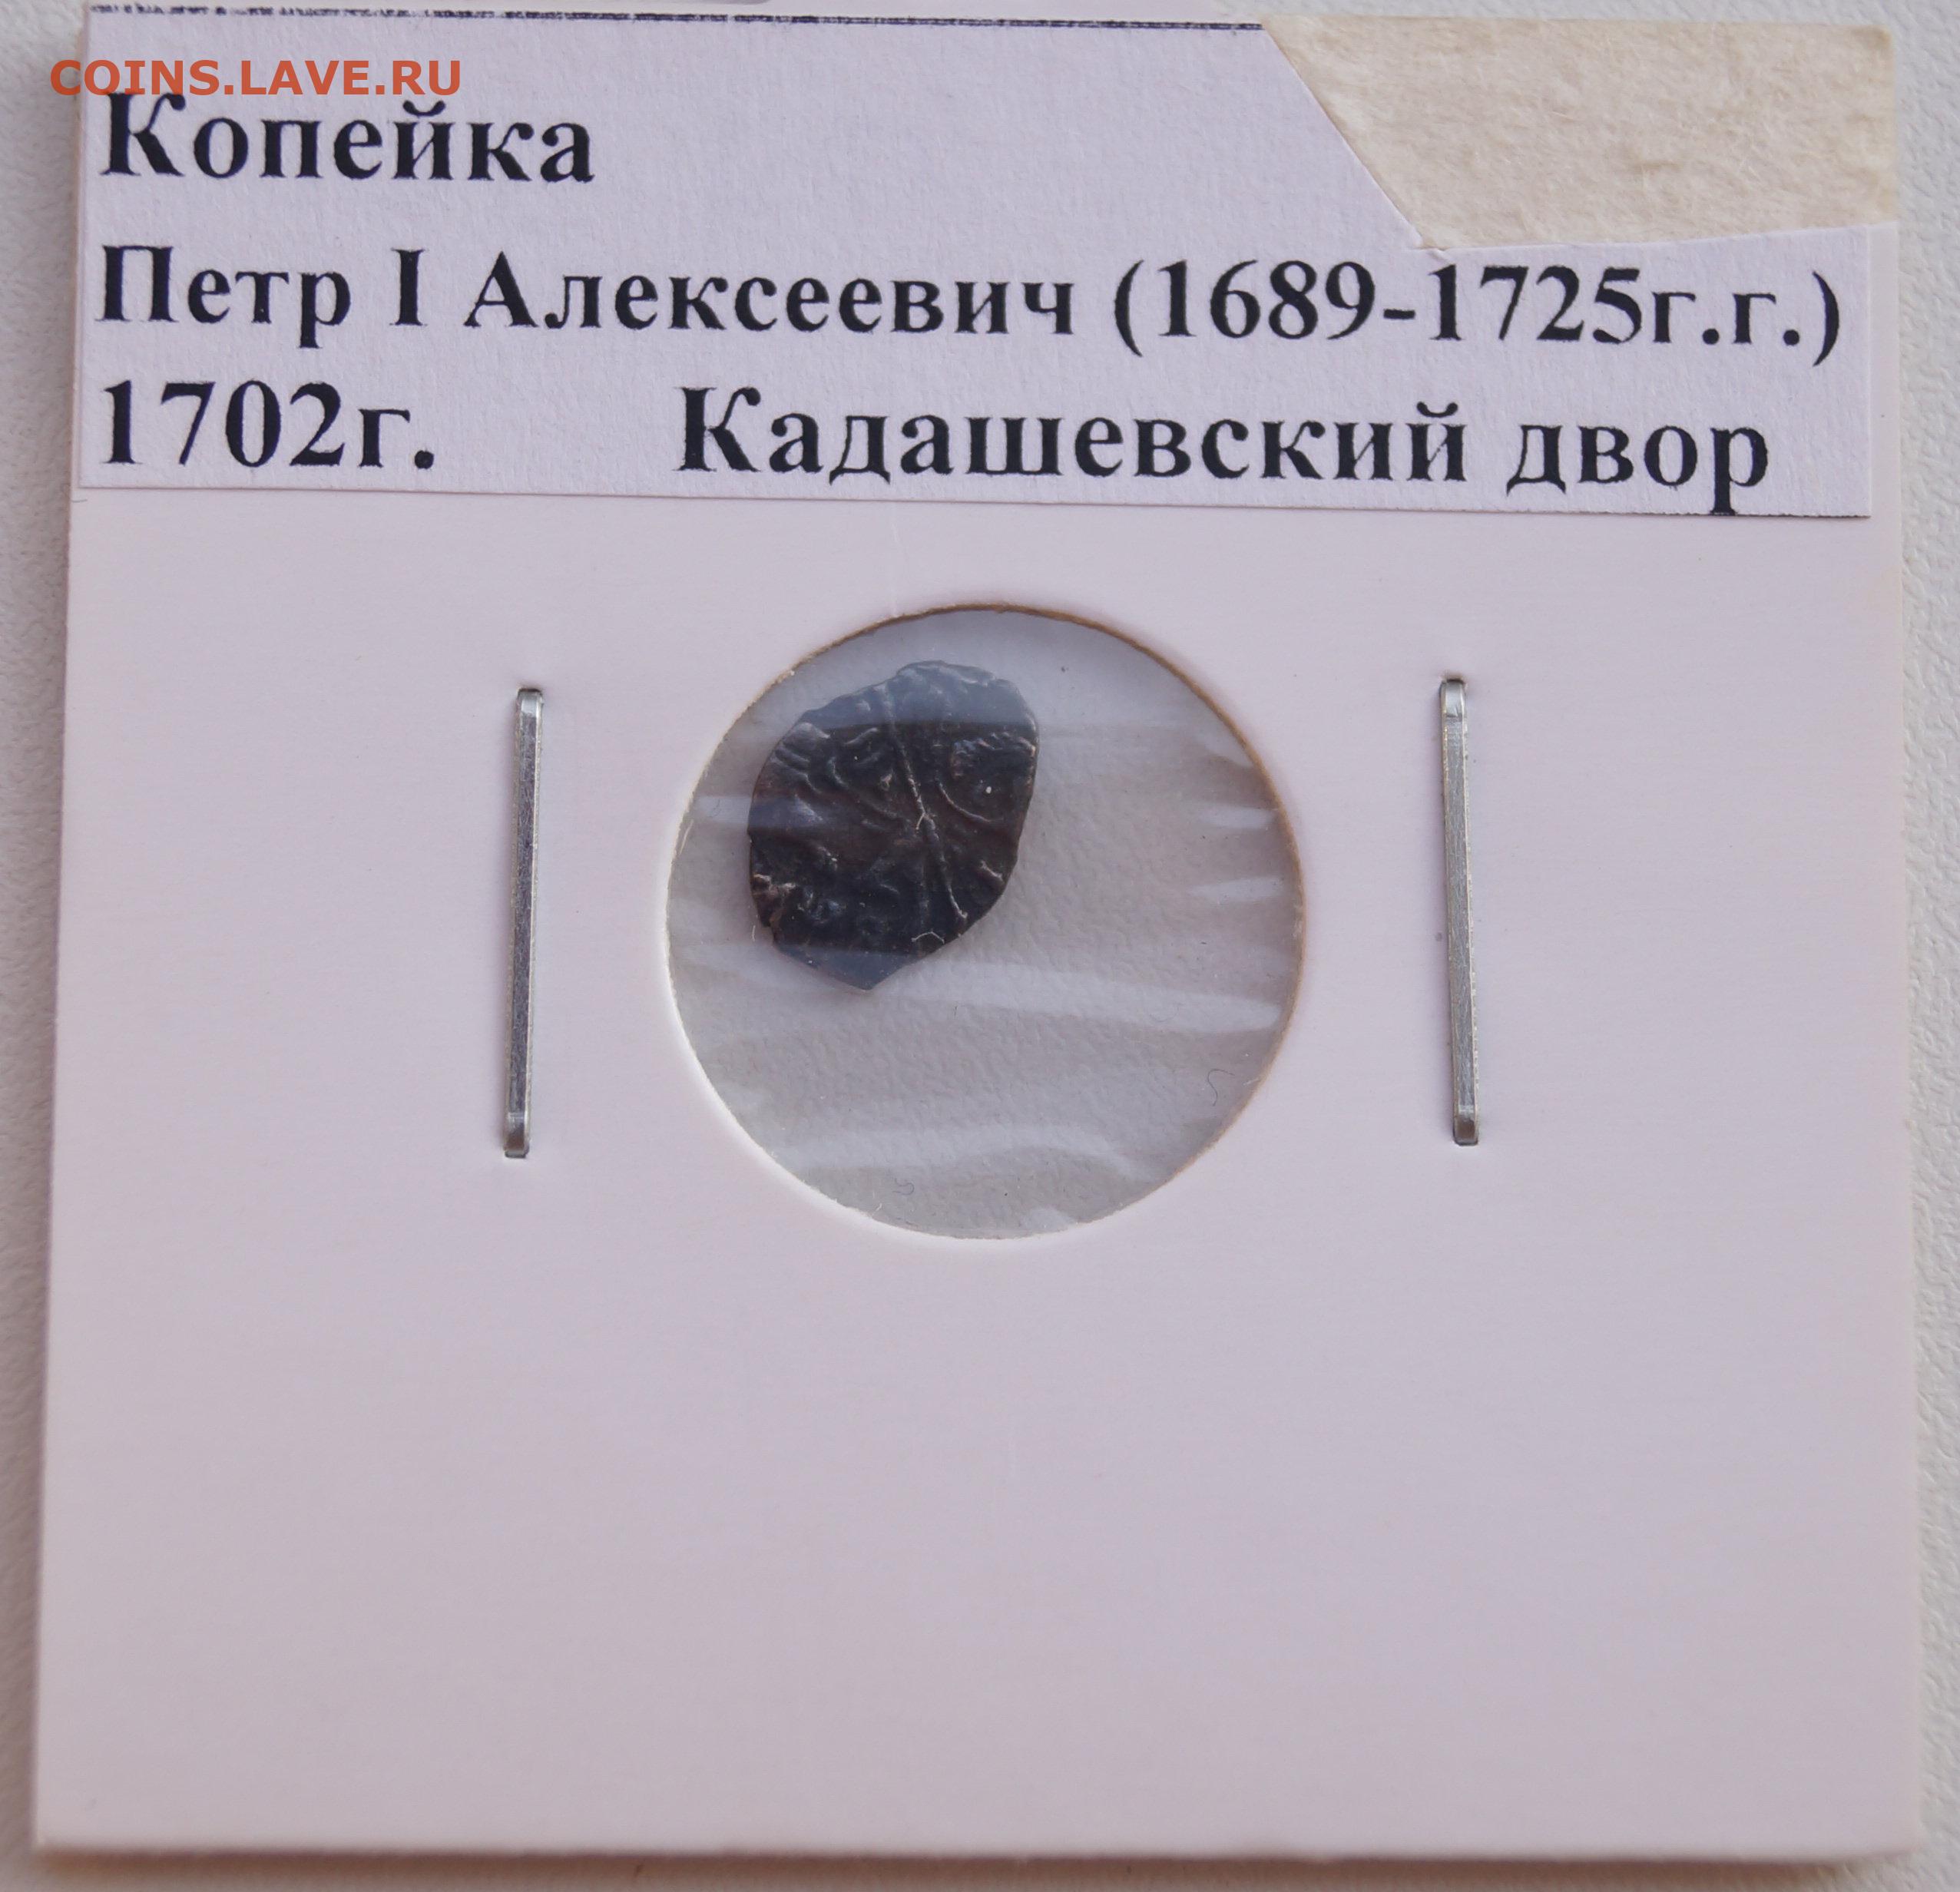 COINS.LAVE.RU
Копейка
Петр I Алексеевич (1689-1725г.г.)
1702г. Кадашевский двор